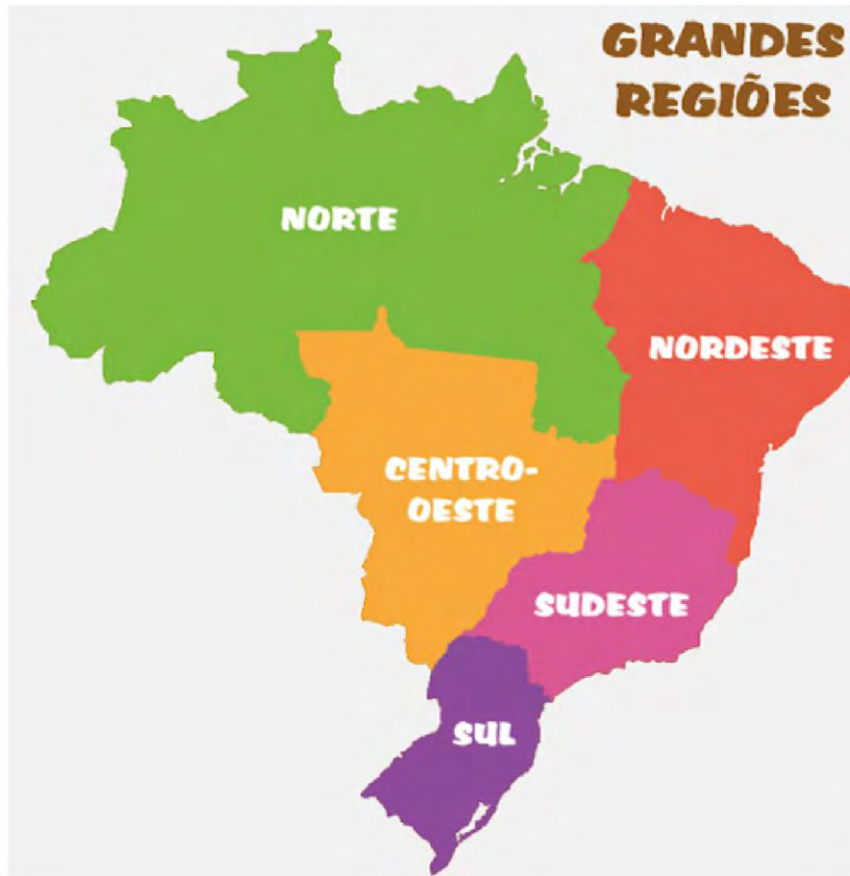 GRANDES
REGIÕES
NORTE
NORDESTE
CENTRO-
OESTE
SUDESTE
SUL